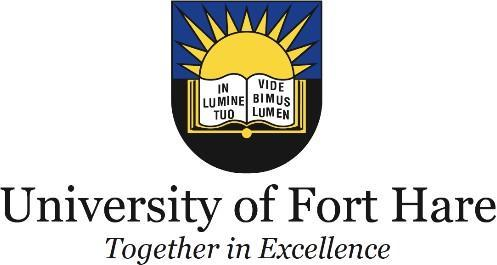 IN
LUMINE
TUO
VIDE
BIMUS
LUMEN
University of Fort Hare
Together in Excellence